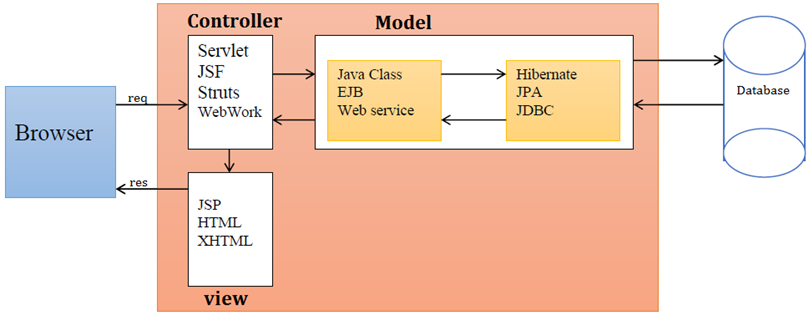 Controller
Model
Servlet
JSF
Struts
WebWork
Java Class
EJB
Web service
Hibernate
JPA
JDBC
Database
req
Browser
res
JSP
HTML
XHTML
view